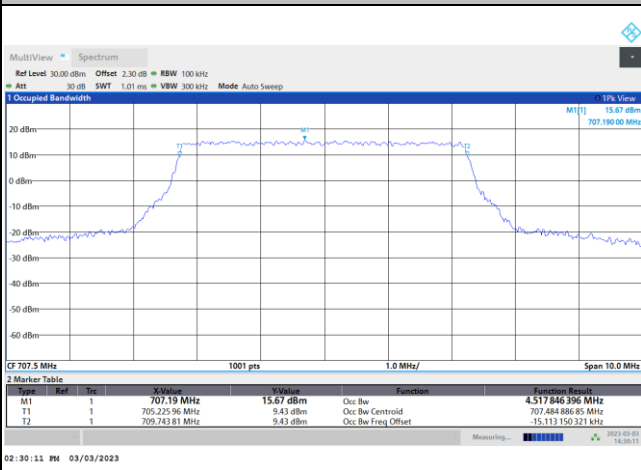 MultiView Spectrum
Ref Level 30.00 dBm Offset 2.30 dB RBW 100 kHz
Att 30 dB SWT 1.01 ms VBW 300 kHz Mode Auto Sweep
1 Occupied Bandwidth 1Pk View
M1[1] 15.67 dBm
707.190 00 MHz
20 dBm
M1
T1 T2
10 dBm
0 dBm
-10 dBm
-20 dBm
-30 dBm
-40 dBm
-50 dBm
-60 dBm
CF 707.5 MHz 1001 pts 1.0 MHz/ Span 10.0 MHz
2 Marker Table
Type Ref Trc X-Value Y-Value Function Function Result
M1 1 707.19 MHz 15.67 dBm Occ Bw 4.517 846 396 MHz
T1 1 705.225 96 MHz 9.43 dBm Occ Bw Centroid 707.484 886 85 MHz
T2 1 709.743 81 MHz 9.43 dBm Occ Bw Freq Offset -15.113 150 321 kHz
Measuring... 2023-03-03
14:30:11
02:30:11 PM 03/03/2023